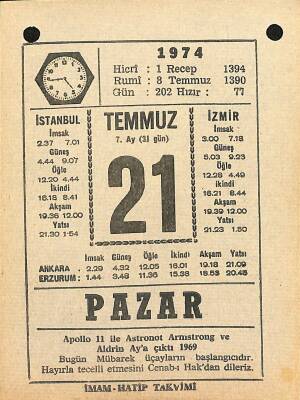 1974
Hicrî : 1 Recep 1394
Rumî : 8 Temmuz 1390
Gün : 202 Hızır : 77
İSTANBUL
İmsak
2.37 7.01
Güneş
4.44 9.07
Öğle
12.20 4.44
İkindi
16.18 8.41
Akşam
19.36 12.00
Yatsı
21.30 1.54
TEMMUZ
7. Ay (31 gün)
21
İZMİR
İmsak
3.00 7.18
Güneş
5.03 9.23
Öğle
12.28 4.49
İkindi
16.21 8.44
Akşam
19.39 12.00
Yatsı
21.23 1.50
İmsak Güneş Öğle İkindi Akşam Yatsı
ANKARA . 2.29 4.32 12.05 16.01 19.18 21.09
ERZURUM : 1.44 3.48 11.36 15.38 18.53 20.48
PAZAR
Apollo 11 ile Astronot Armstrong ve
Aldrin Ay'a çıktı 1969
Bugün Mübarek üçayların başlangıcıdır.
Hayırla tecelli etmesini Cenab-ı Hak'dan dileriz.
İMAM-HATİP TAKVİMİ